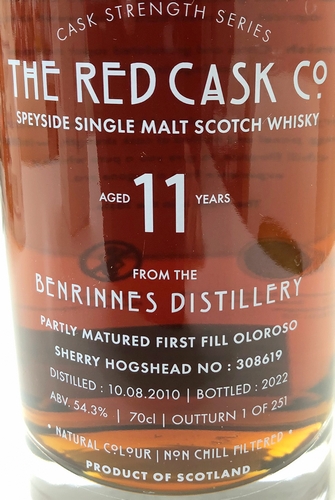 CASK STRENGTH SERIES
THE RED CASK Co
SPEYSIDE SINGLE MALT SCOTCH WHISKY
AGED 11 YEARS
FROM THE
BENRINNES DISTILLERY
PARTLY MATURED FIRST FILL OLOROSO
SHERRY HOGSHEAD NO : 308619
DISTILLED : 10.08.2010 | BOTTLED : 2022
ABV. 54.3% | 70cl | OUTTURN 1 OF 251
• NATURAL COLOUR | NON CHILL FILTERED •
PRODUCT OF SCOTLAND